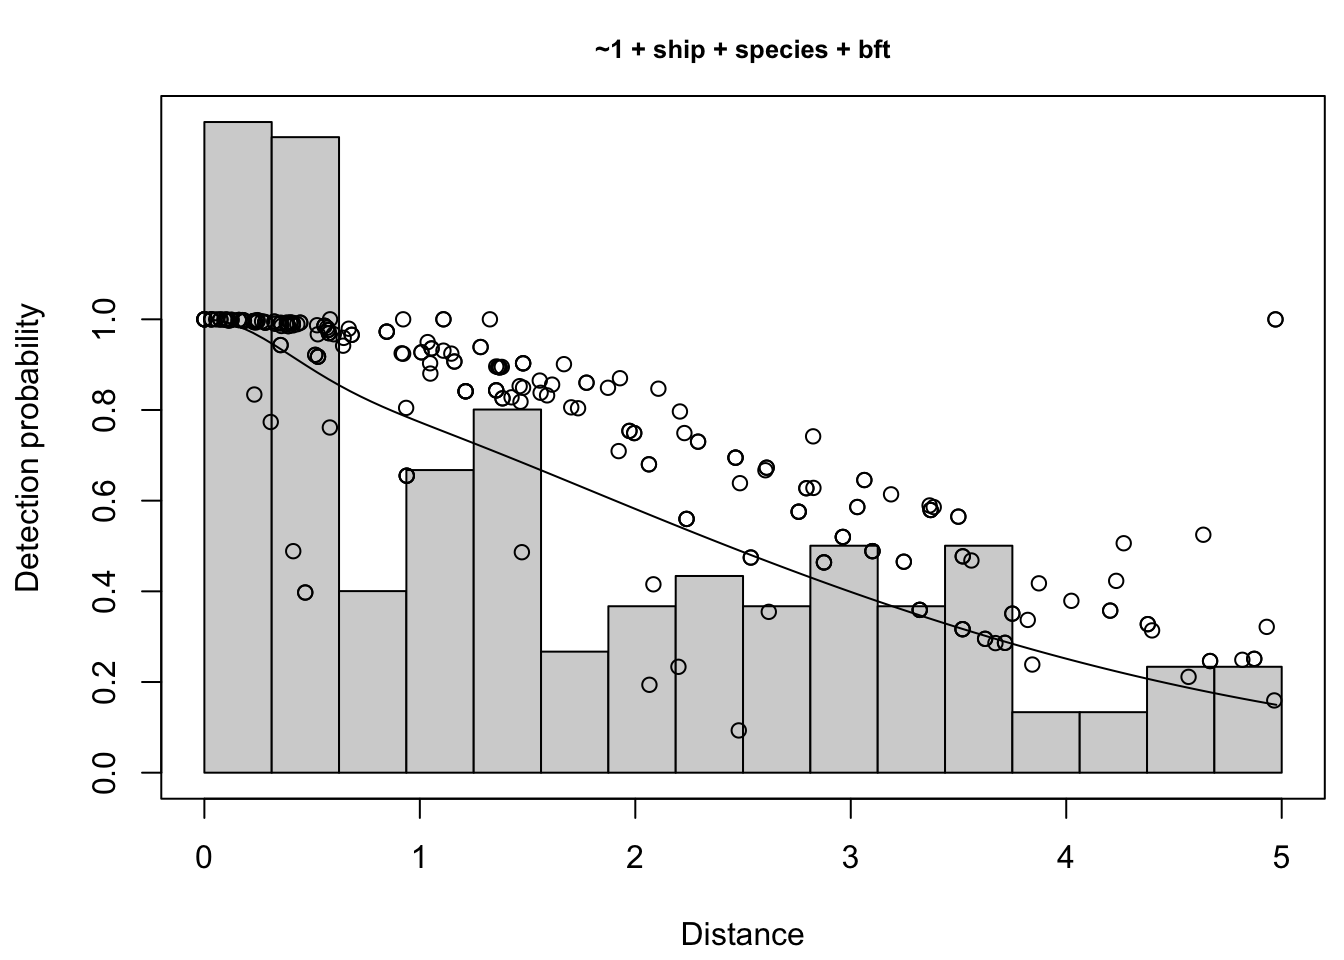 ~1 + ship + species + bft
Detection probability
1.0
0.8
0.6
0.4
0.2
0.0
0 1 2 3 4 5
Distance